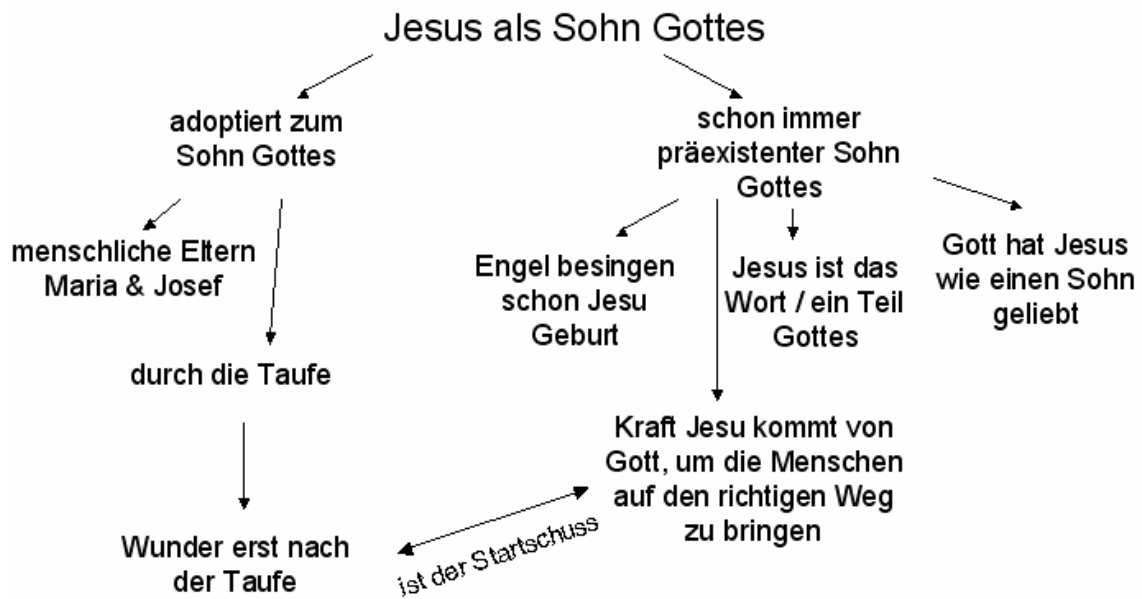 Jesus als Sohn Gottes
adoptiert zum
Sohn Gottes
schon immer
präexistenter Sohn
Gottes
menschliche Eltern
Maria & Josef
Engel besingen
schon Jesu
Geburt
Jesus ist das
Wort / ein Teil
Gottes
Gott hat Jesus
wie einen Sohn
geliebt
durch die Taufe
Kraft Jesu kommt von
Gott, um die Menschen
auf den richtigen Weg
zu bringen
Wunder erst nach
der Taufe
ist der Startschuss